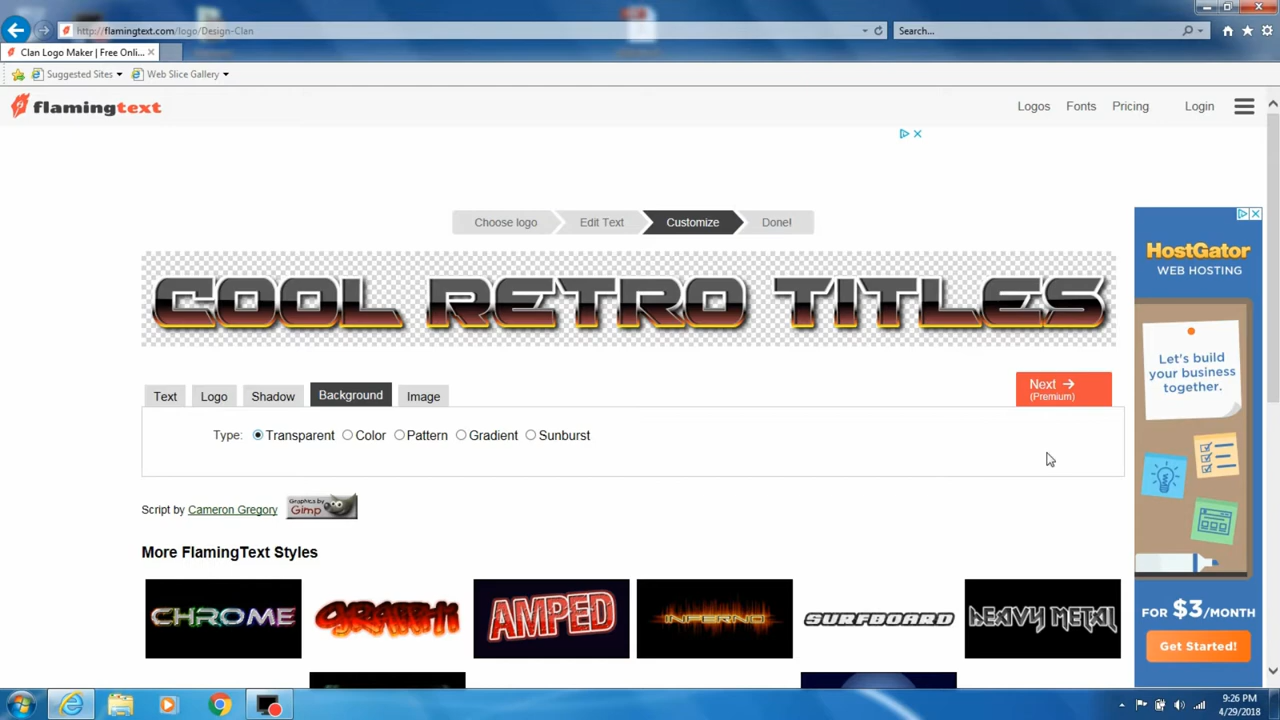 http://flamingtext.com/logo/Design-Clan
Search...
Clan Logo Maker | Free Onli...
Suggested Sites
Web Slice Gallery
flamingtext
Logos Fonts Pricing Login
Choose logo Edit Text Customize Done!
COOL RETRO TITLES
Text Logo Shadow Background Image
Next
(Premium)
Type: Transparent Color Pattern Gradient Sunburst
Script by Cameron Gregory
Graphics by
Gimp
More FlamingText Styles
CHROME GRAFFITI AMPED INFERNO SURFBOARD HEAVY METAL
HostGator
WEB HOSTING
Let's build
your business
together.
FOR $3/MONTH
Get Started!
9:26 PM
4/29/2018